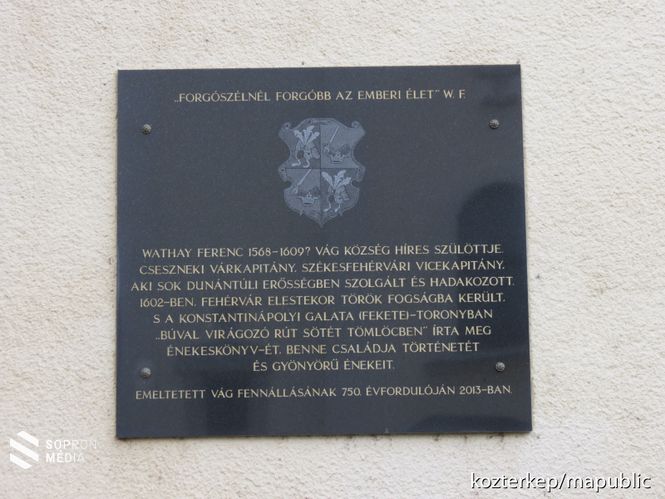 „FORGÓSZÉLNÉL FORGÓBB AZ EMBERI ÉLET" W. F.
WATHAY FERENC 1568-1609? VÁG KÖZSÉG HÍRES SZÜLÖTTJE
CSESZNEKI VÁRKAPITÁNY, SZÉKESFEHÉRVÁRI VICEKAPITÁNY,
AKI SOK DUNÁNTÚLI ERŐSSÉGBEN SZOLGÁLT ÉS HADAKOZOTT.
1602-BEN, FEHÉRVÁR ELESTEKOR TÖRÖK FOGSÁGBA KERÜLT,
S A KONSTANTINÁPOLYI GALATA (FEKETE)-TORONYBAN
„BÚVAL VIRÁGOZÓ RÚT SÖTÉT TÖMLÖCBEN" ÍRTA MEG
ÉNEKESKÖNYV-ÉT, BENNE CSALÁDJA TÖRTÉNETÉT
ÉS GYÖNYÖRŰ ÉNEKEIT.
EMELTETETT VÁG FENNÁLLÁSÁNAK 750. ÉVFORDULÓJÁN 2013-BAN.
SOPRON
MÉDIA
kozterkep/mapublic